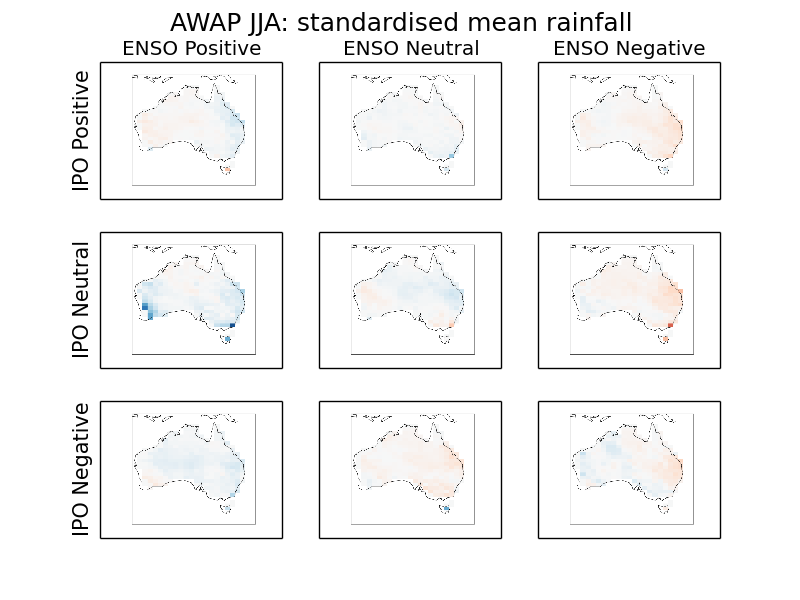 AWAP JJA: standardised mean rainfall
ENSO Positive
ENSO Neutral
ENSO Negative
IPO Positive
IPO Neutral
IPO Negative